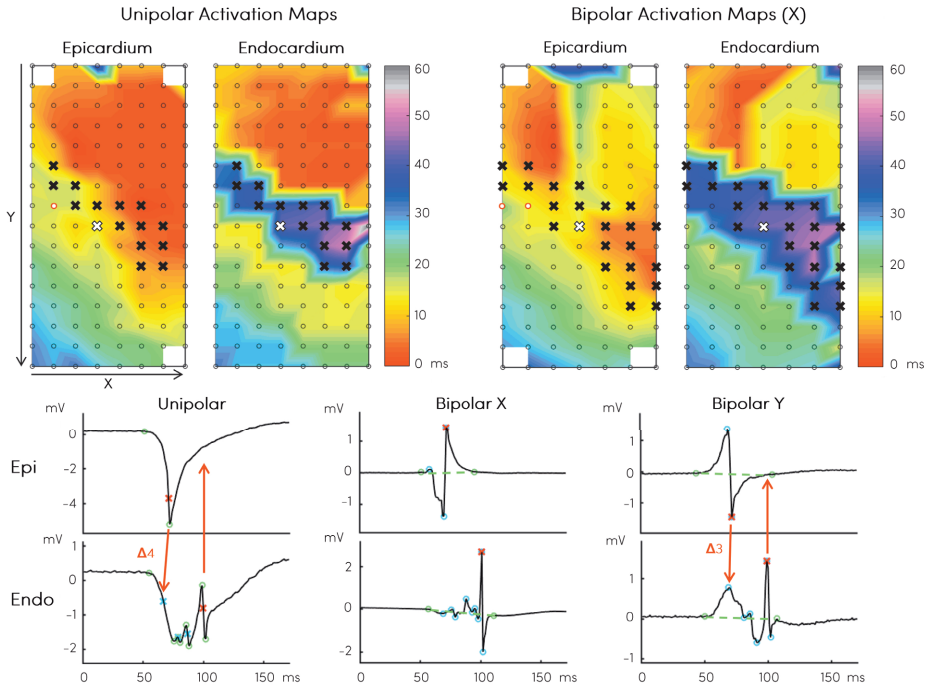 Unipolar Activation Maps
Bipolar Activation Maps (X)
Epicardium
Endocardium
Epicardium
Endocardium
60
50
40
30
20
10
0 ms
60
50
40
30
20
10
0 ms
Y
X
mV
Unipolar
mV
Bipolar X
mV
Bipolar Y
Epi
0
-2
-4
1
0
-1
1
0
-1
mV
Δ4
mV
mV
Δ3
Endo
1
0
-1
-2
2
0
-2
1
0
-1
0 50 100 150 ms
0 50 100 150 ms
0 50 100 150 ms